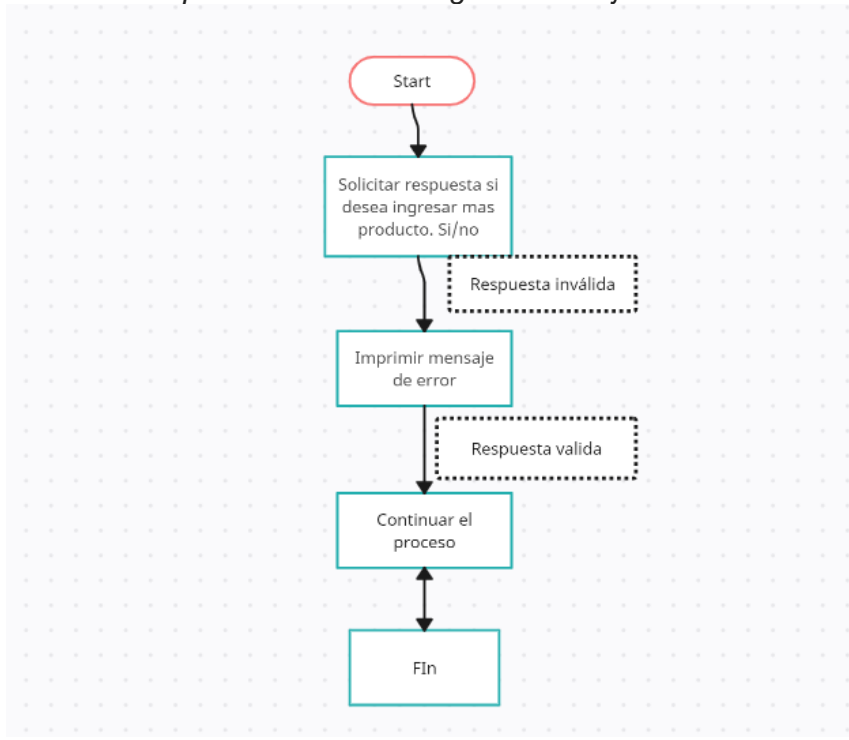 Start
Solicitar respuesta si
desea ingresar mas
producto. Si/no
Respuesta inválida
Imprimir mensaje
de error
Respuesta valida
Continuar el
proceso
FIn